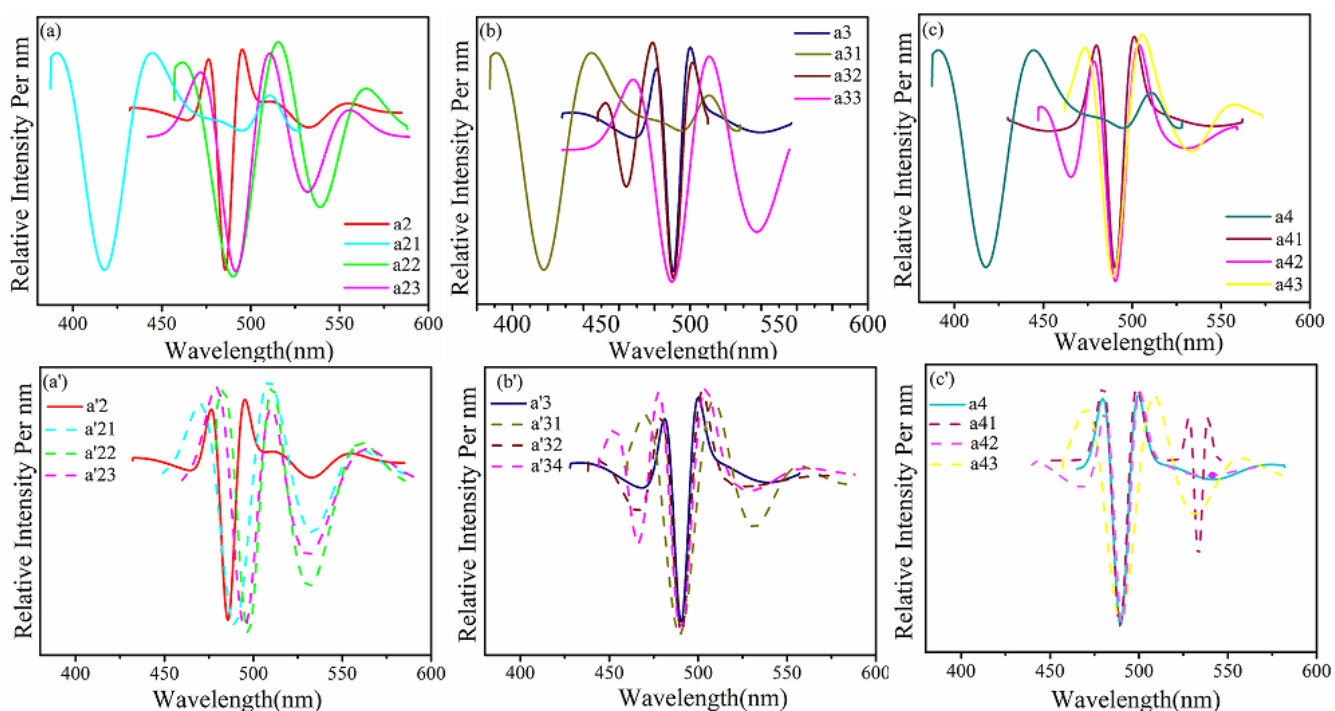 (a)
Relative Intensity Per nm
a2
a21
a22
a23
400 450 500 550 600
Wavelength(nm)
(b)
Relative Intensity Per nm
a3
a31
a32
a33
400 450 500 550 600
Wavelength(nm)
(c)
Relative Intensity Per nm
a4
a41
a42
a43
400 450 500 550 600
Wavelength(nm)
(a')
Relative Intensity Per nm
a'2
a'21
a'22
a'23
400 450 500 550 600
Wavelength(nm)
(b')
Relative Intensity Per nm
a'3
a'31
a'32
a'34
400 450 500 550 600
Wavelength(nm)
(c')
Relative Intensity Per nm
a4
a41
a42
a43
400 450 500 550 600
Wavelength(nm)